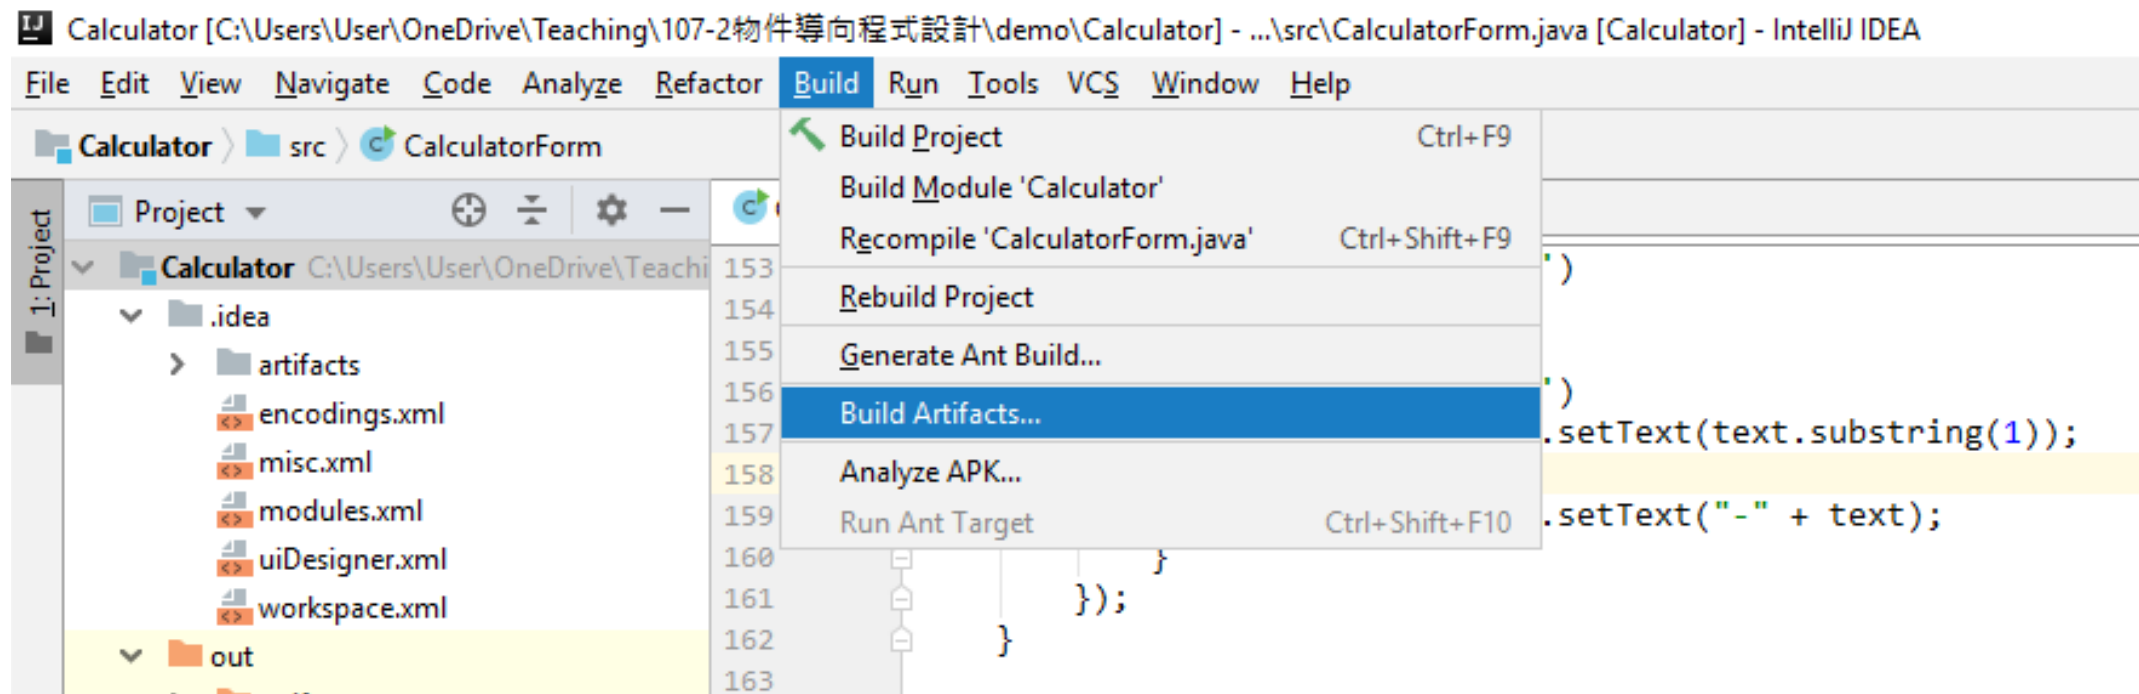 Calculator [C:\Users\User\OneDrive\Teaching\107-2物件導向程式設計\demo\Calculator] - ...\src\CalculatorForm.java [Calculator] - IntelliJ IDEA
File Edit View Navigate Code Analyze Refactor Build Run Tools VCS Window Help
Calculator src CalculatorForm
Build Project Ctrl+F9
Build Module 'Calculator'
Recompile 'CalculatorForm.java' Ctrl+Shift+F9
Rebuild Project
Generate Ant Build...
Build Artifacts...
Analyze APK...
Run Ant Target Ctrl+Shift+F10
1: Project
Project
Calculator C:\Users\User\OneDrive\Teachi
.idea
artifacts
encodings.xml
misc.xml
modules.xml
uiDesigner.xml
workspace.xml
out
153 ')
154
155
156 ')
157 .setText(text.substring(1));
158
159 .setText("-" + text);
160 }
161 });
162 }
163